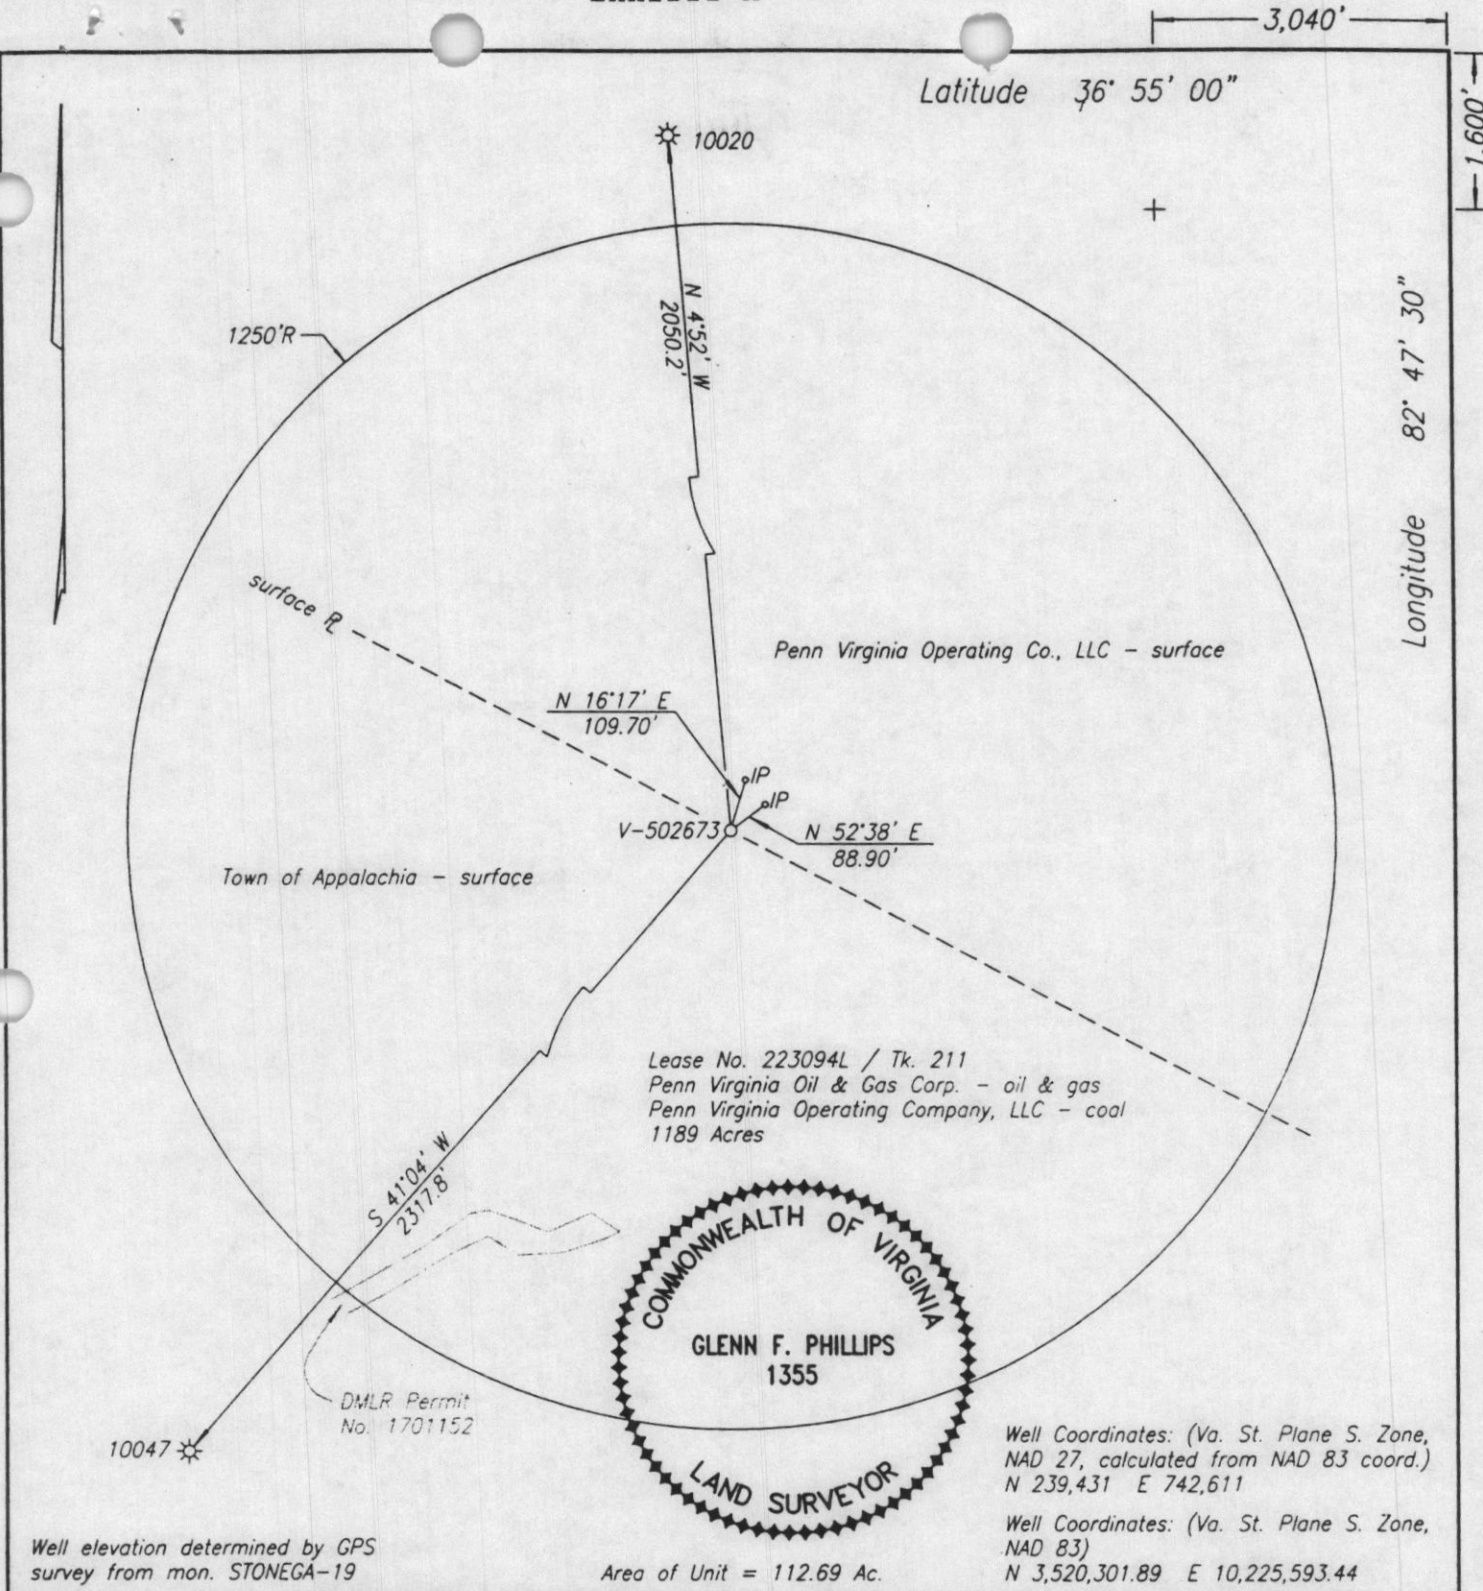 3,040'
1,600'
Latitude 36° 55' 00"
10020
Longitude 82° 47' 30"
1250'R
N 4°52' W
2050.2'
surface PL
Penn Virginia Operating Co., LLC - surface
N 16°17' E
109.70'
IP
IP
V-502673
N 52°38' E
88.90'
Town of Appalachia - surface
Lease No. 223094L / Tk. 211
Penn Virginia Oil & Gas Corp. - oil & gas
Penn Virginia Operating Company, LLC - coal
1189 Acres
S 41°04' W
2317.8'
COMMONWEALTH OF VIRGINIA
GLENN F. PHILLIPS
1355
LAND SURVEYOR
DMLR Permit
No. 1701152
10047
Well Coordinates: (Va. St. Plane S. Zone,
NAD 27, calculated from NAD 83 coord.)
N 239,431 E 742,611
Well Coordinates: (Va. St. Plane S. Zone,
NAD 83)
N 3,520,301.89 E 10,225,593.44
Well elevation determined by GPS
survey from mon. STONEGA-19
Area of Unit = 112.69 Ac.